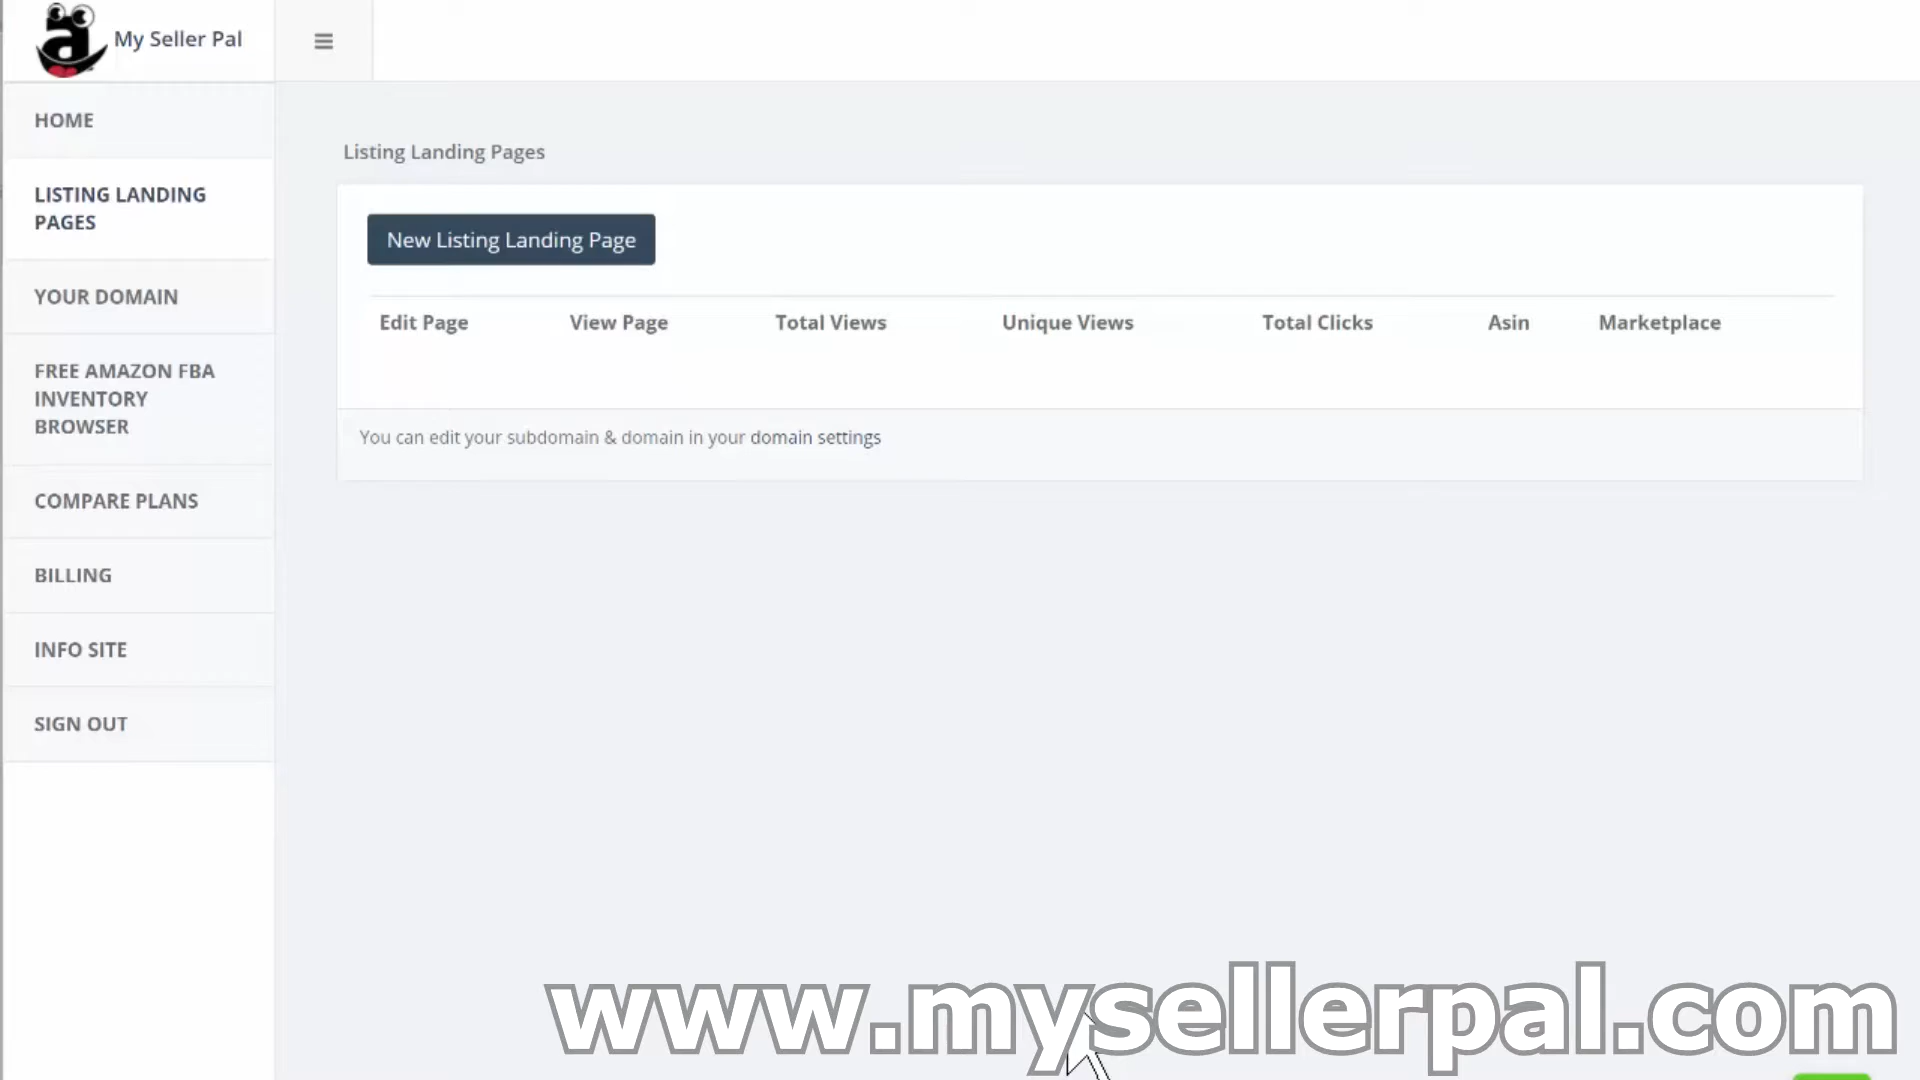 My Seller Pal
HOME
LISTING LANDING
PAGES
YOUR DOMAIN
FREE AMAZON FBA
INVENTORY
BROWSER
COMPARE PLANS
BILLING
INFO SITE
SIGN OUT
Listing Landing Pages
New Listing Landing Page
Edit Page View Page Total Views Unique Views Total Clicks Asin Marketplace
You can edit your subdomain & domain in your domain settings
www.mysellerpal.com